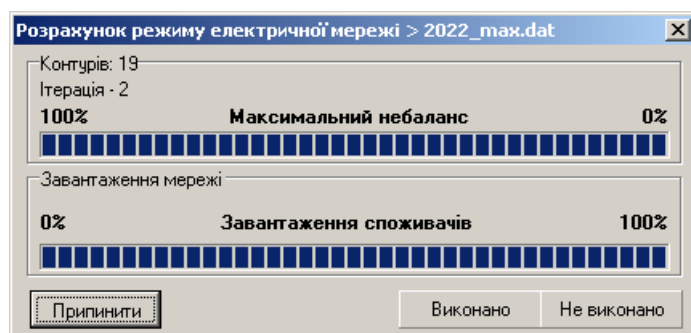 Розрахунок режиму електричної мережі > 2022_max.dat
Контурів: 19
Ітерація - 2
100% Максимальний небаланс 0%
Завантаження мережі
0% Завантаження споживачів 100%
Припинити Виконано Не виконано